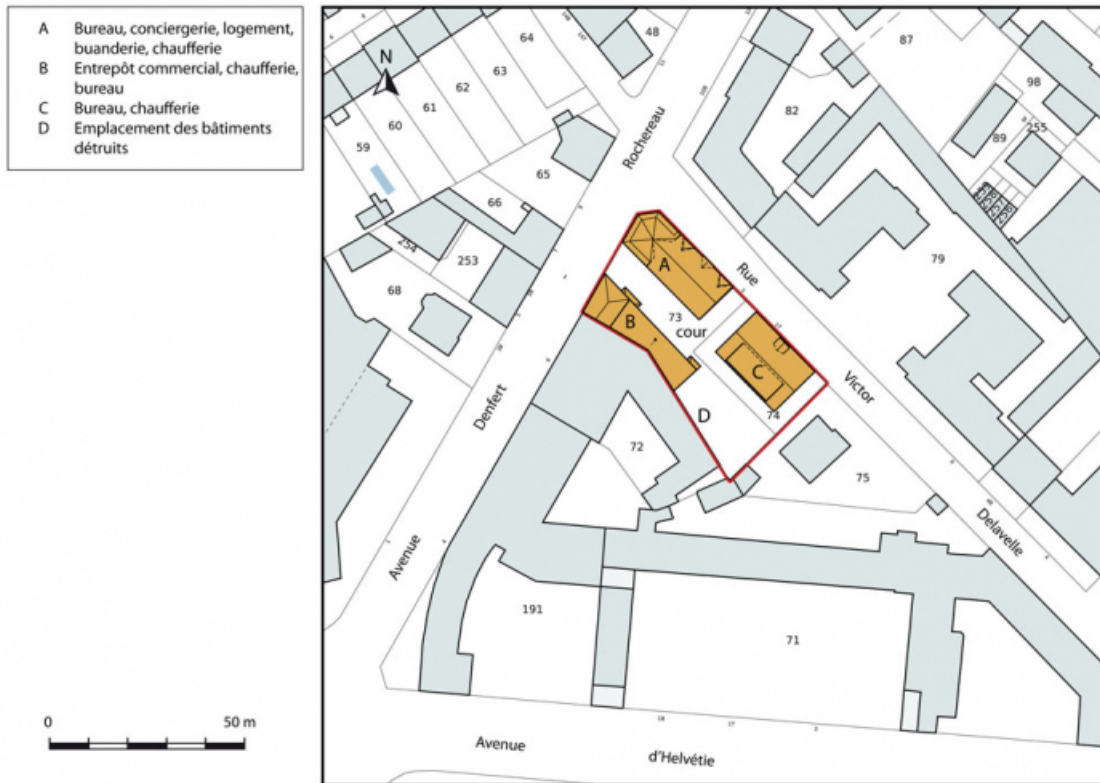 A Bureau, conciergerie, logement,
buanderie, chaufferie
B Entrepôt commercial, chaufferie,
bureau
C Bureau, chaufferie
D Emplacement des bâtiments
détruits
N
64
63
62
61
60
59
48
87
98
82
255
89
65
66
254
253
68
79
Rochereau
A
Rue
73
B
cour
C
Victor
74
D
Denfert
72
75
Avenue
Delavelle
191
71
0 50 m
Avenue d'Helvétie